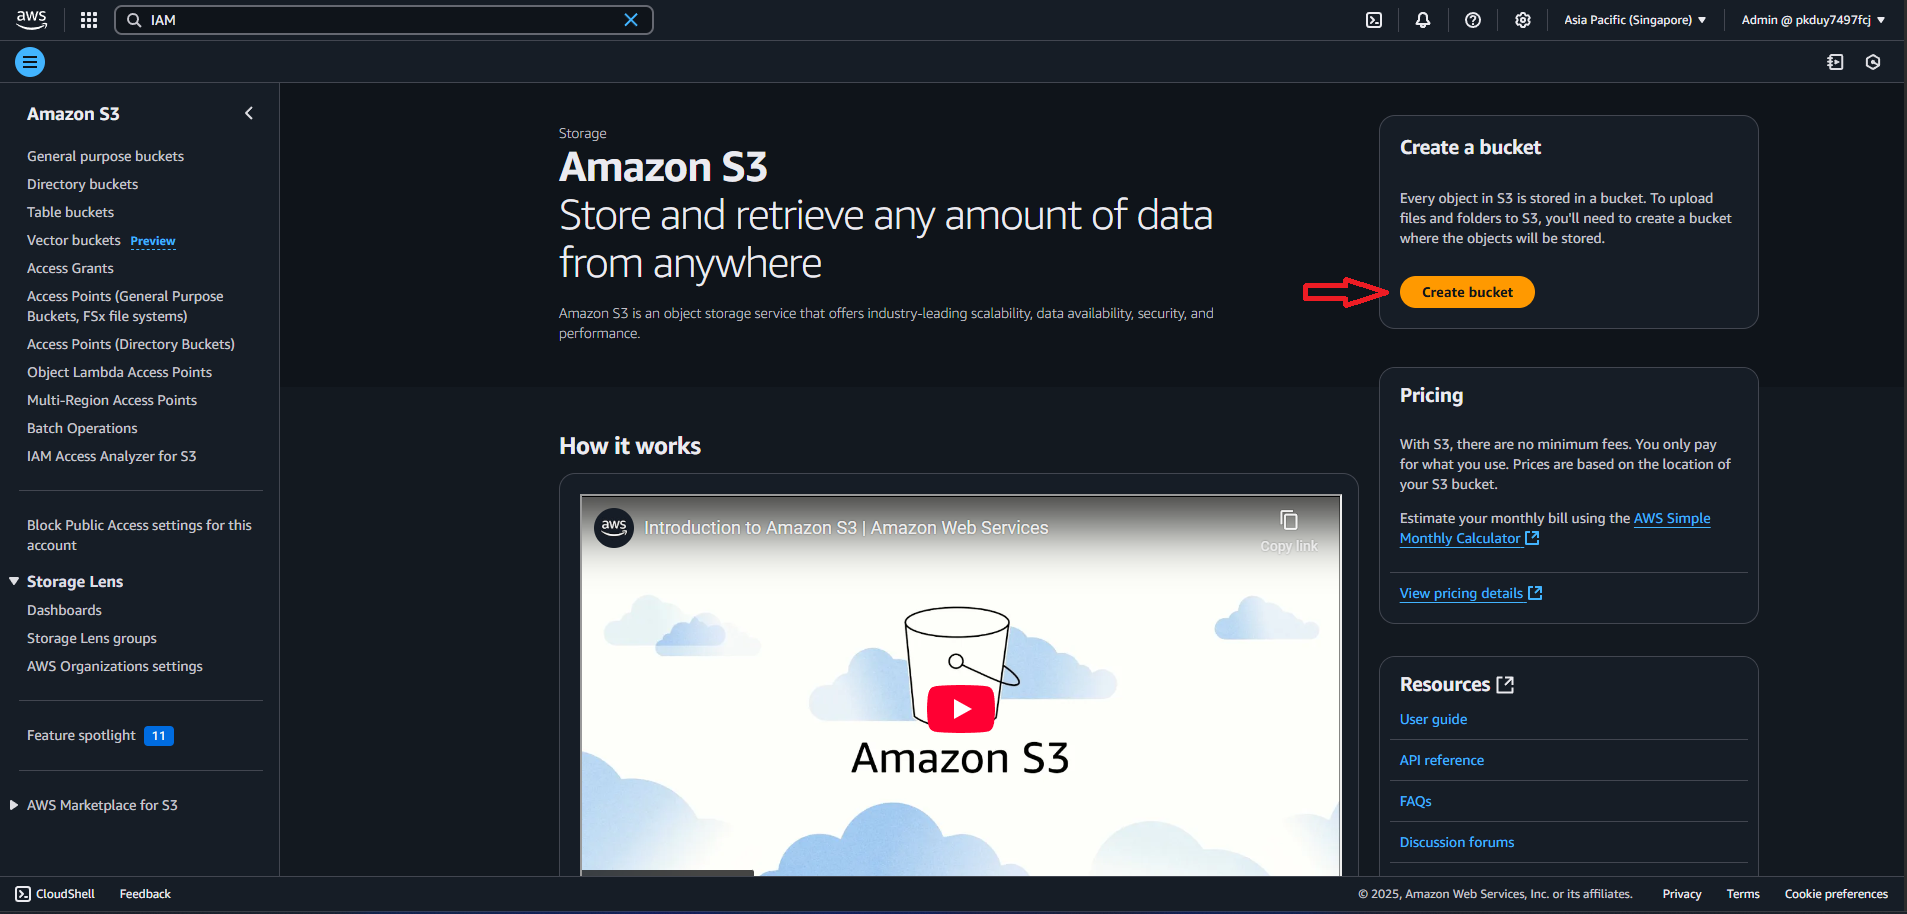 aws
IAM
Asia Pacific (Singapore)
Admin @ pkduy7497fcj
Amazon S3
General purpose buckets
Directory buckets
Table buckets
Vector buckets Preview
Access Grants
Access Points (General Purpose
Buckets, FSx file systems)
Access Points (Directory Buckets)
Object Lambda Access Points
Multi-Region Access Points
Batch Operations
IAM Access Analyzer for S3
Block Public Access settings for this
account
Storage Lens
Dashboards
Storage Lens groups
AWS Organizations settings
Feature spotlight 11
AWS Marketplace for S3
Storage
Amazon S3
Store and retrieve any amount of data
from anywhere
Amazon S3 is an object storage service that offers industry-leading scalability, data availability, security, and
performance.
How it works
aws
Introduction to Amazon S3 | Amazon Web Services
Copy link
Amazon S3
Create a bucket
Every object in S3 is stored in a bucket. To upload
files and folders to S3, you'll need to create a bucket
where the objects will be stored.
Create bucket
Pricing
With S3, there are no minimum fees. You only pay
for what you use. Prices are based on the location of
your S3 bucket.
Estimate your monthly bill using the AWS Simple
Monthly Calculator
View pricing details
Resources
User guide
API reference
FAQs
Discussion forums
CloudShell
Feedback
© 2025, Amazon Web Services, Inc. or its affiliates.
Privacy
Terms
Cookie preferences